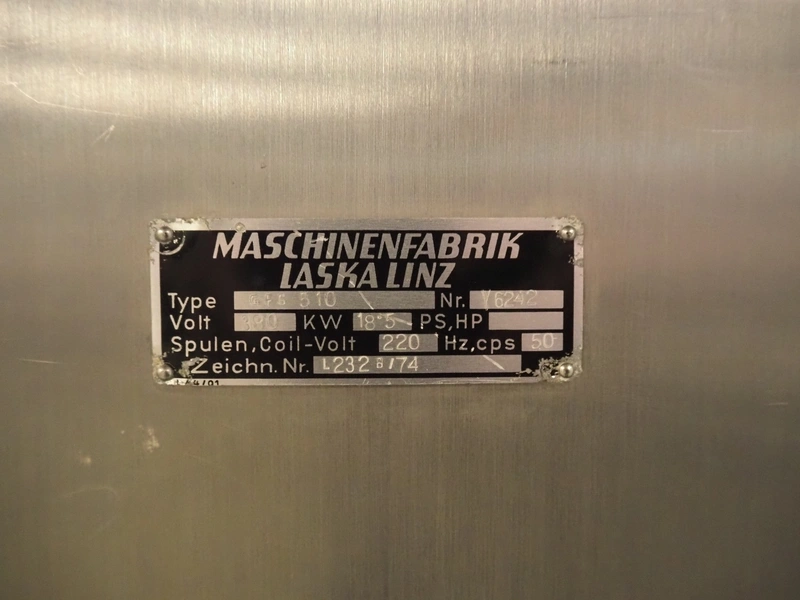 MASCHINENFABRIK
LASKA LINZ
Type 510 Nr. V6242
Volt 380 KW 18·5 PS,HP
Spulen,Coil-Volt 220 Hz,cps 50
Zeichn. Nr. L232 /74